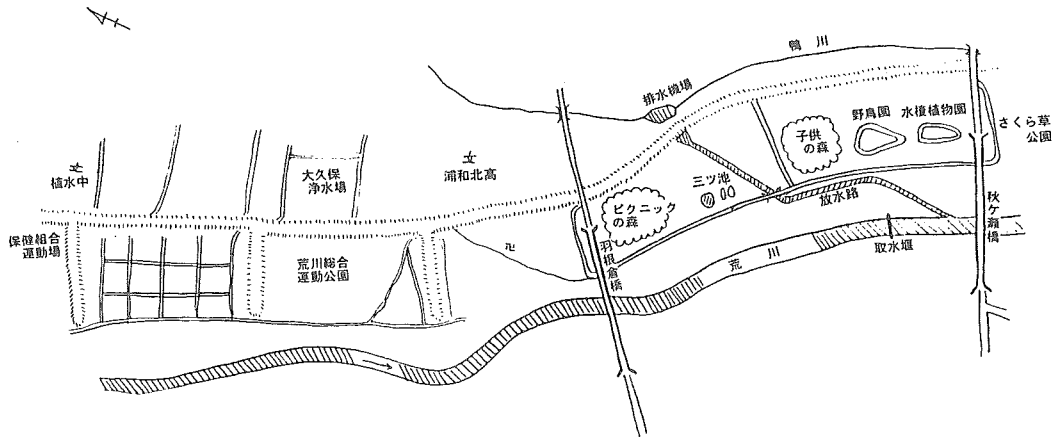 鴨川
排水機場
野鳥園
水棲植物園
さくら草
公園
子供
の森
植水中
大久保
浄水場
浦和北高
三ツ池
放水路
ピクニック
の森
秋ケ瀬橋
保健組合
運動場
荒川総合
運動公園
羽根倉橋
荒川
取水堰